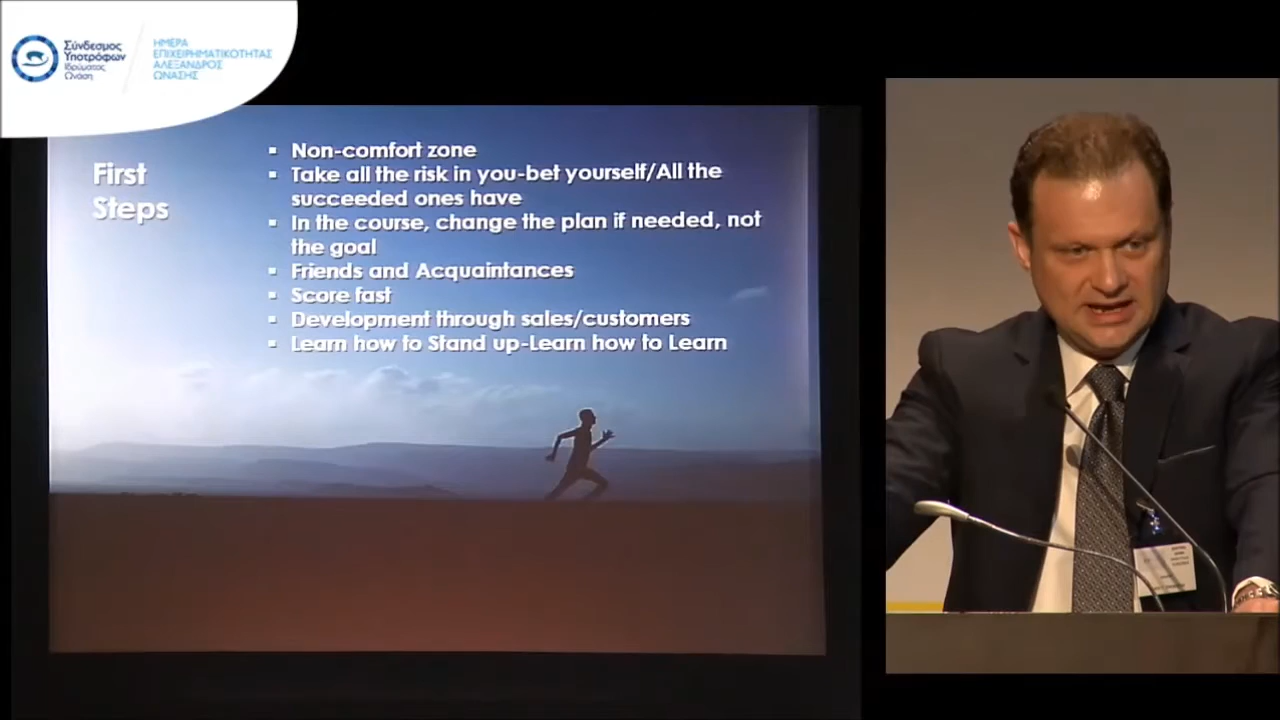 Σύνδεσμος
Υποτρόφων
Ιδρύματος
Ωνάση
ΗΜΕΡΑ
ΕΠΙΧΕΙΡΗΜΑΤΙΚΟΤΗΤΑΣ
ΑΛΕΞΑΝΔΡΟΣ
ΩΝΑΣΗΣ
First
Steps
▪ Non-comfort zone
▪ Take all the risk in you-bet yourself/All the
succeeded ones have
▪ In the course, change the plan if needed, not
the goal
▪ Friends and Acquaintances
▪ Score fast
▪ Development through sales/customers
▪ Learn how to Stand up-Learn how to Learn